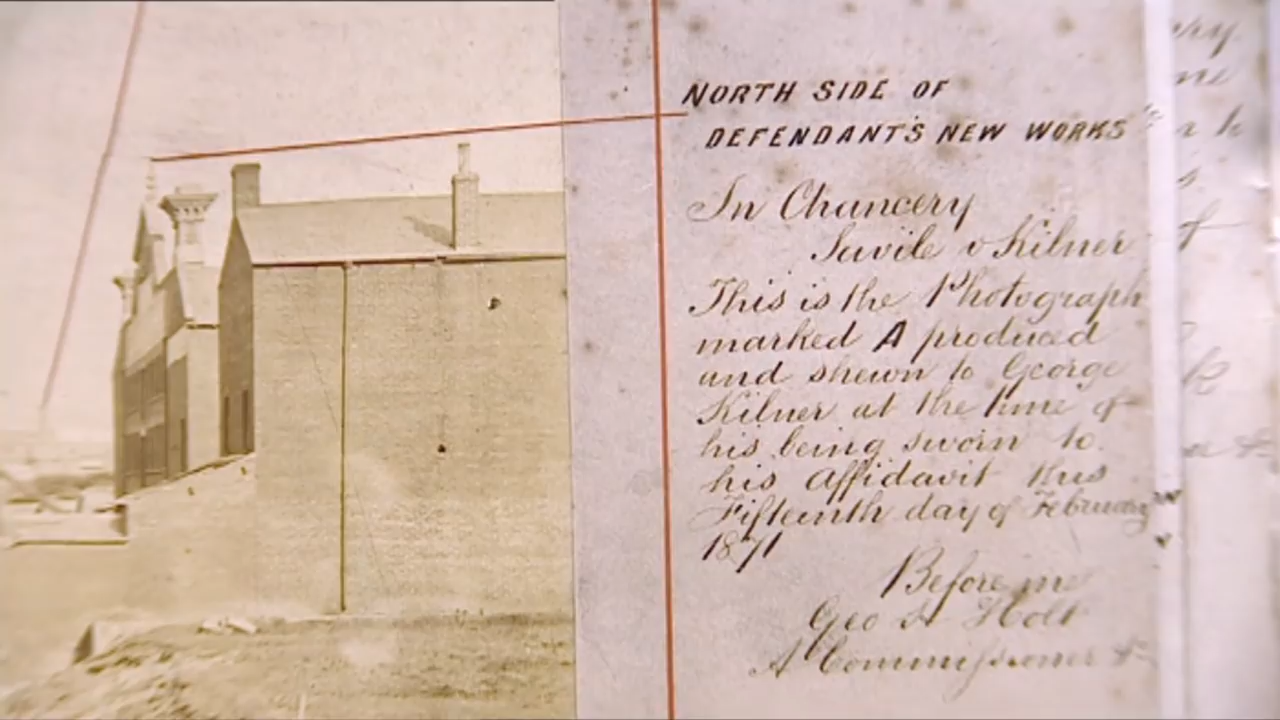 NORTH SIDE OF
DEFENDANT'S NEW WORKS
In Chancery
Savile v Kilner
This is the Photograph
marked A produced
and shewn to George
Kilner at the time of
his being sworn to
his Affidavit this
Fifteenth day of February
1871
Before me
Geo H Holt
A Commissioner &c